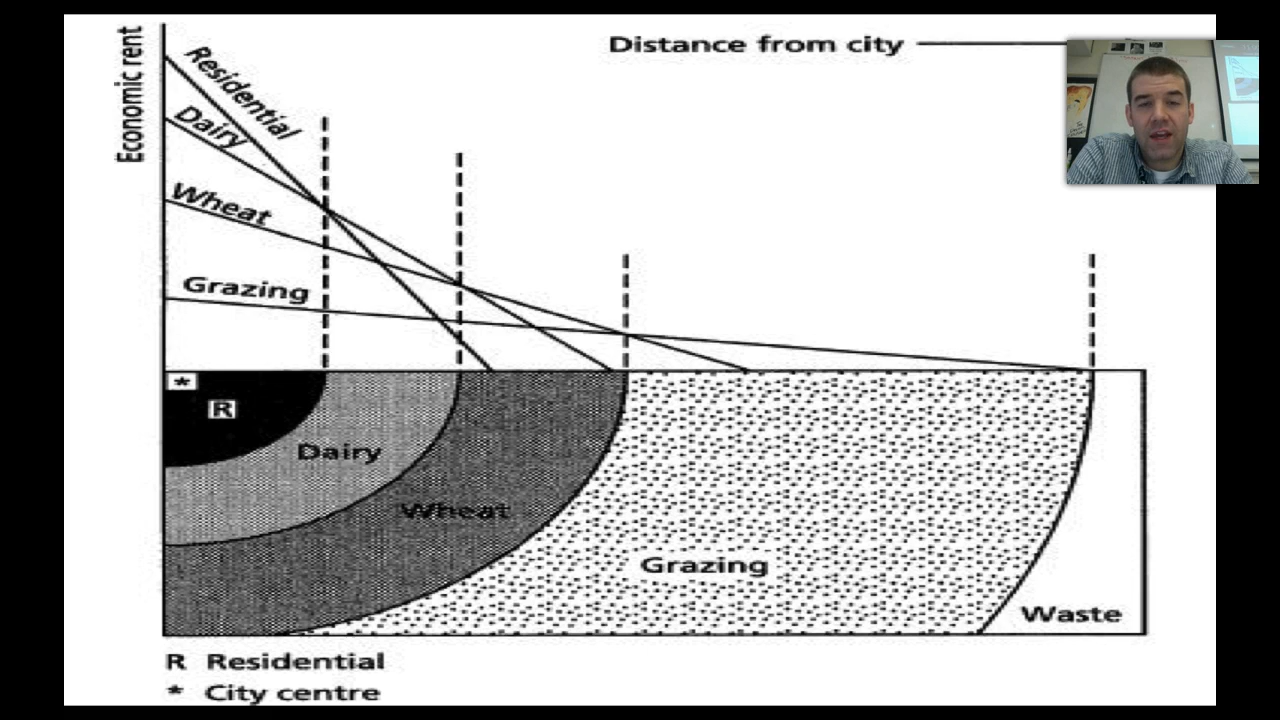 Economic rent
Distance from city
Residential
Dairy
Wheat
Grazing
*
R
Dairy
Wheat
Grazing
Waste
R Residential
* City centre